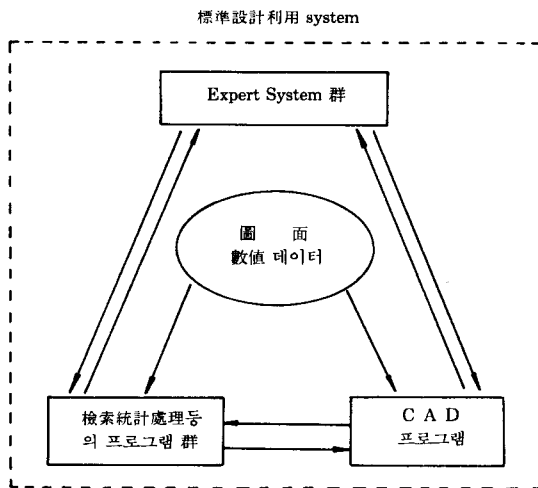 標準設計利用 system
Expert System 群
圖 面
數値 데이터
檢索統計處理등
의 프로그램 群
C A D
프로그램